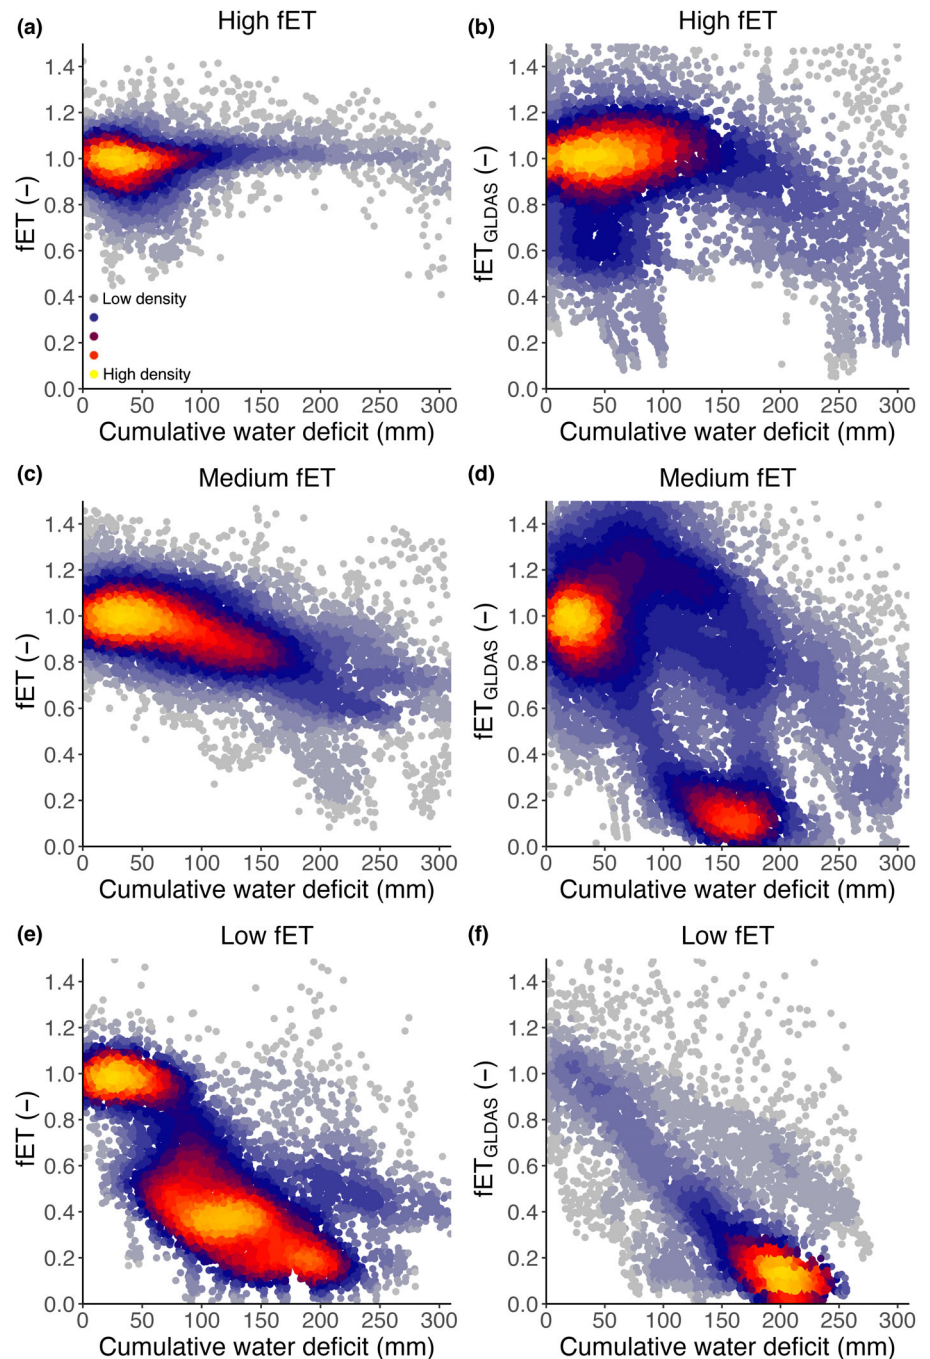 (a)
High fET
fET (−)
1.4
1.2
1.0
0.8
0.6
0.4
0.2
0.0
Low density
High density
0 50 100 150 200 250 300
Cumulative water deficit (mm)
(b)
High fET
fETGLDAS (−)
1.4
1.2
1.0
0.8
0.6
0.4
0.2
0.0
0 50 100 150 200 250 300
Cumulative water deficit (mm)
(c)
Medium fET
fET (−)
1.4
1.2
1.0
0.8
0.6
0.4
0.2
0.0
0 50 100 150 200 250 300
Cumulative water deficit (mm)
(d)
Medium fET
fETGLDAS (−)
1.4
1.2
1.0
0.8
0.6
0.4
0.2
0.0
0 50 100 150 200 250 300
Cumulative water deficit (mm)
(e)
Low fET
fET (−)
1.4
1.2
1.0
0.8
0.6
0.4
0.2
0.0
0 50 100 150 200 250 300
Cumulative water deficit (mm)
(f)
Low fET
fETGLDAS (−)
1.4
1.2
1.0
0.8
0.6
0.4
0.2
0.0
0 50 100 150 200 250 300
Cumulative water deficit (mm)